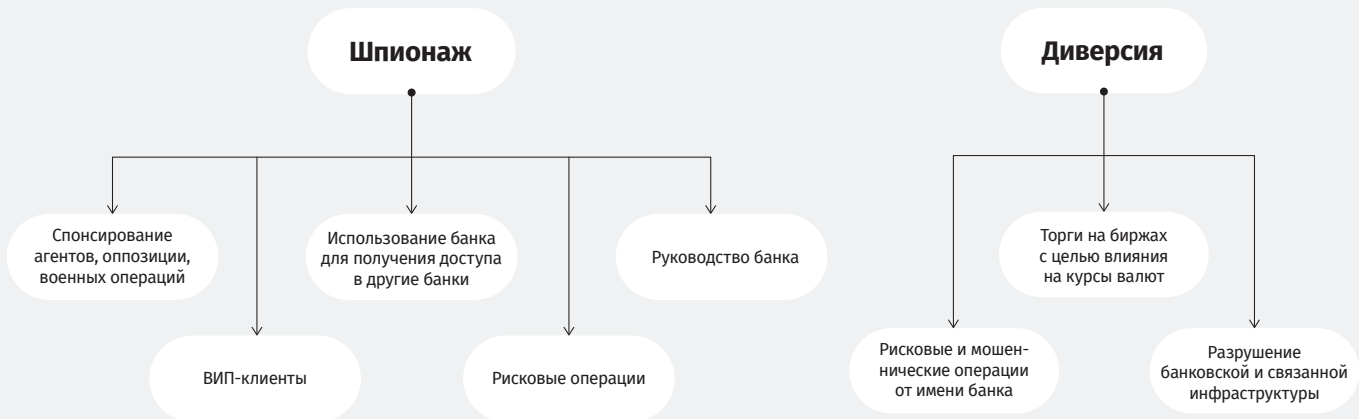 Шпионаж
Спонсирование
агентов, оппозиции,
военных операций
ВИП-клиенты
Использование банка
для получения доступа
в другие банки
Рисковые операции
Руководство банка
Диверсия
Рисковые и мошен-
нические операции
от имени банка
Торги на биржах
с целью влияния
на курсы валют
Разрушение
банковской и связанной
инфраструктуры